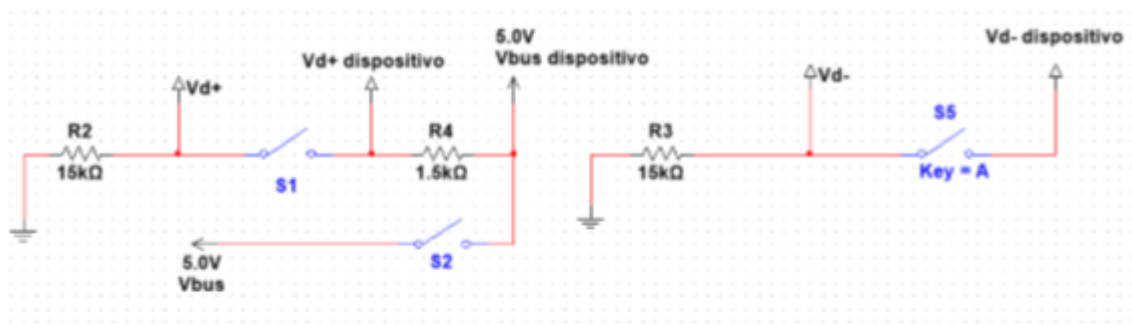 5.0V
Vbus dispositivo
Vd- dispositivo
Vd+ dispositivo
Vd+
Vd-
R2
15kΩ
S1
R4
1.5kΩ
R3
15kΩ
S5
Key = A
5.0V
Vbus
S2